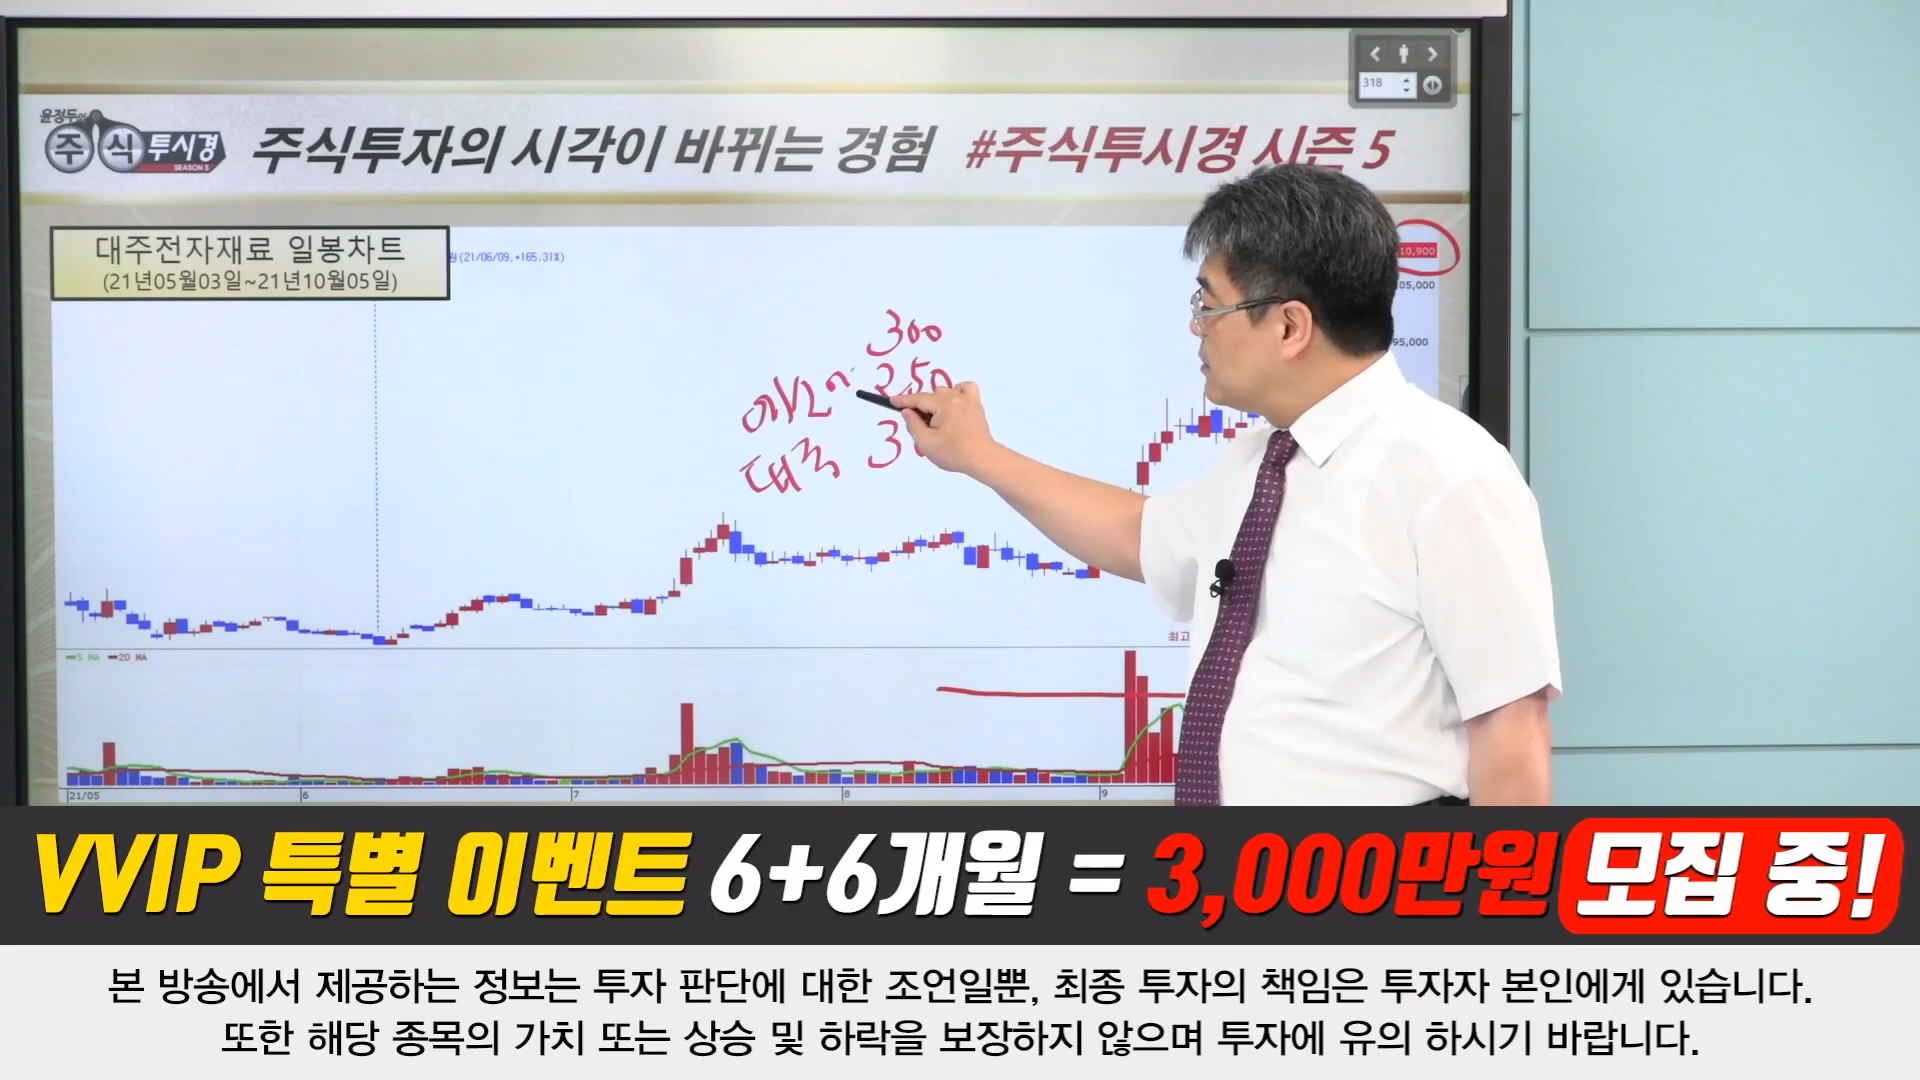 318
윤정두의
주식투시경
SEASON 5
주식투자의 시각이 바뀌는 경험 #주식투시경 시즌 5
대주전자재료 일봉차트
(21년05월03일~21년10월05일)
원(21/06/09,+165.31%)
10,900
05,000
95,000
300
250
대주
최고
5 MA 20 MA
21/05 6 7 8 9
VVIP 특별 이벤트 6+6개월 = 3,000만원 모집 중!
본 방송에서 제공하는 정보는 투자 판단에 대한 조언일뿐, 최종 투자의 책임은 투자자 본인에게 있습니다.
또한 해당 종목의 가치 또는 상승 및 하락을 보장하지 않으며 투자에 유의 하시기 바랍니다.